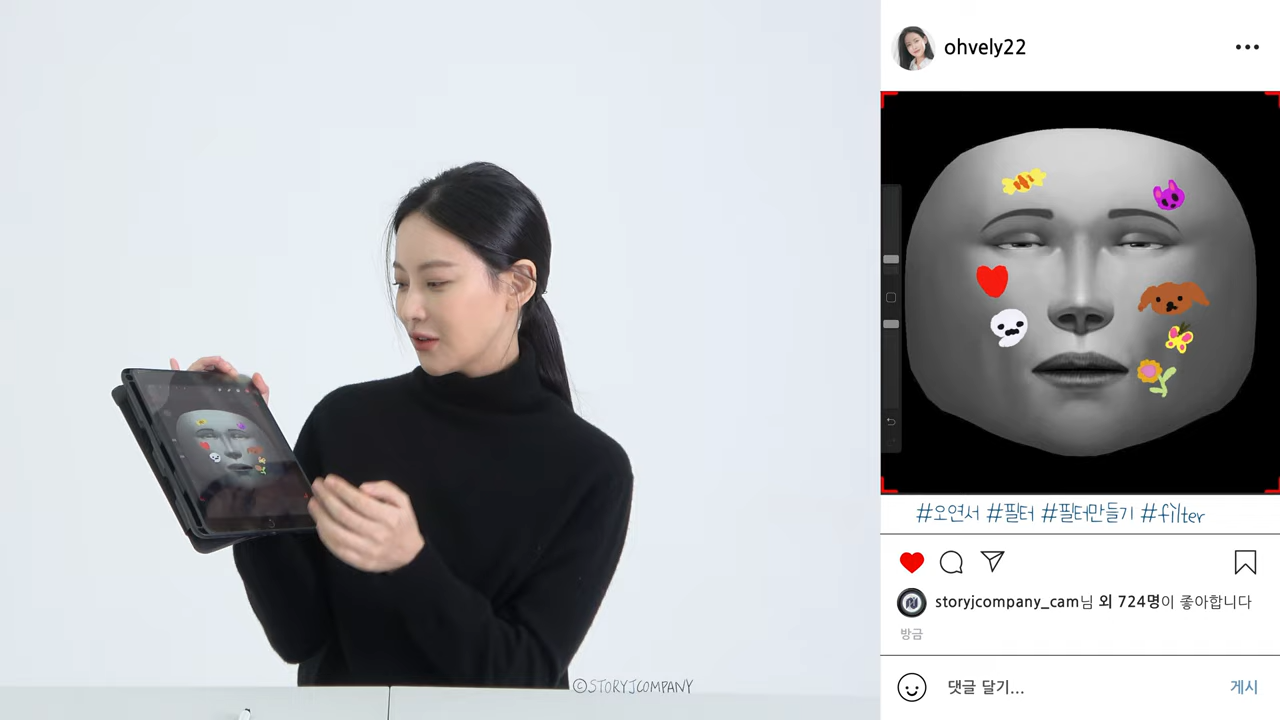 ohvely22
#오연서 #필터 #필터만들기 #filter
storyjcompany_cam님 외 724명이 좋아합니다
방금
댓글 달기... 게시
©STORYJCOMPANY